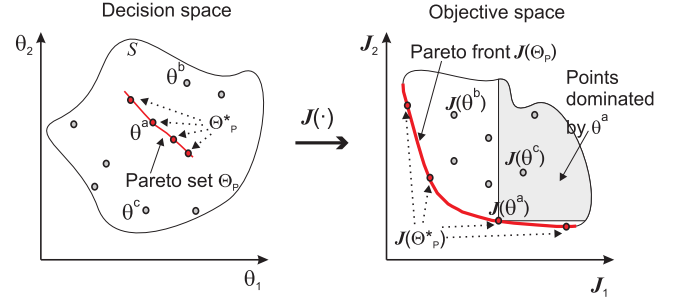 Decision space
θ2
S
θb
θa
Θ*P
Pareto set ΘP
θc
θ1
J(·)
Objective space
J2
Pareto front J(ΘP)
Points
dominated
by θa
J(θb)
J(θc)
J(θa)
J(Θ*P)
J1